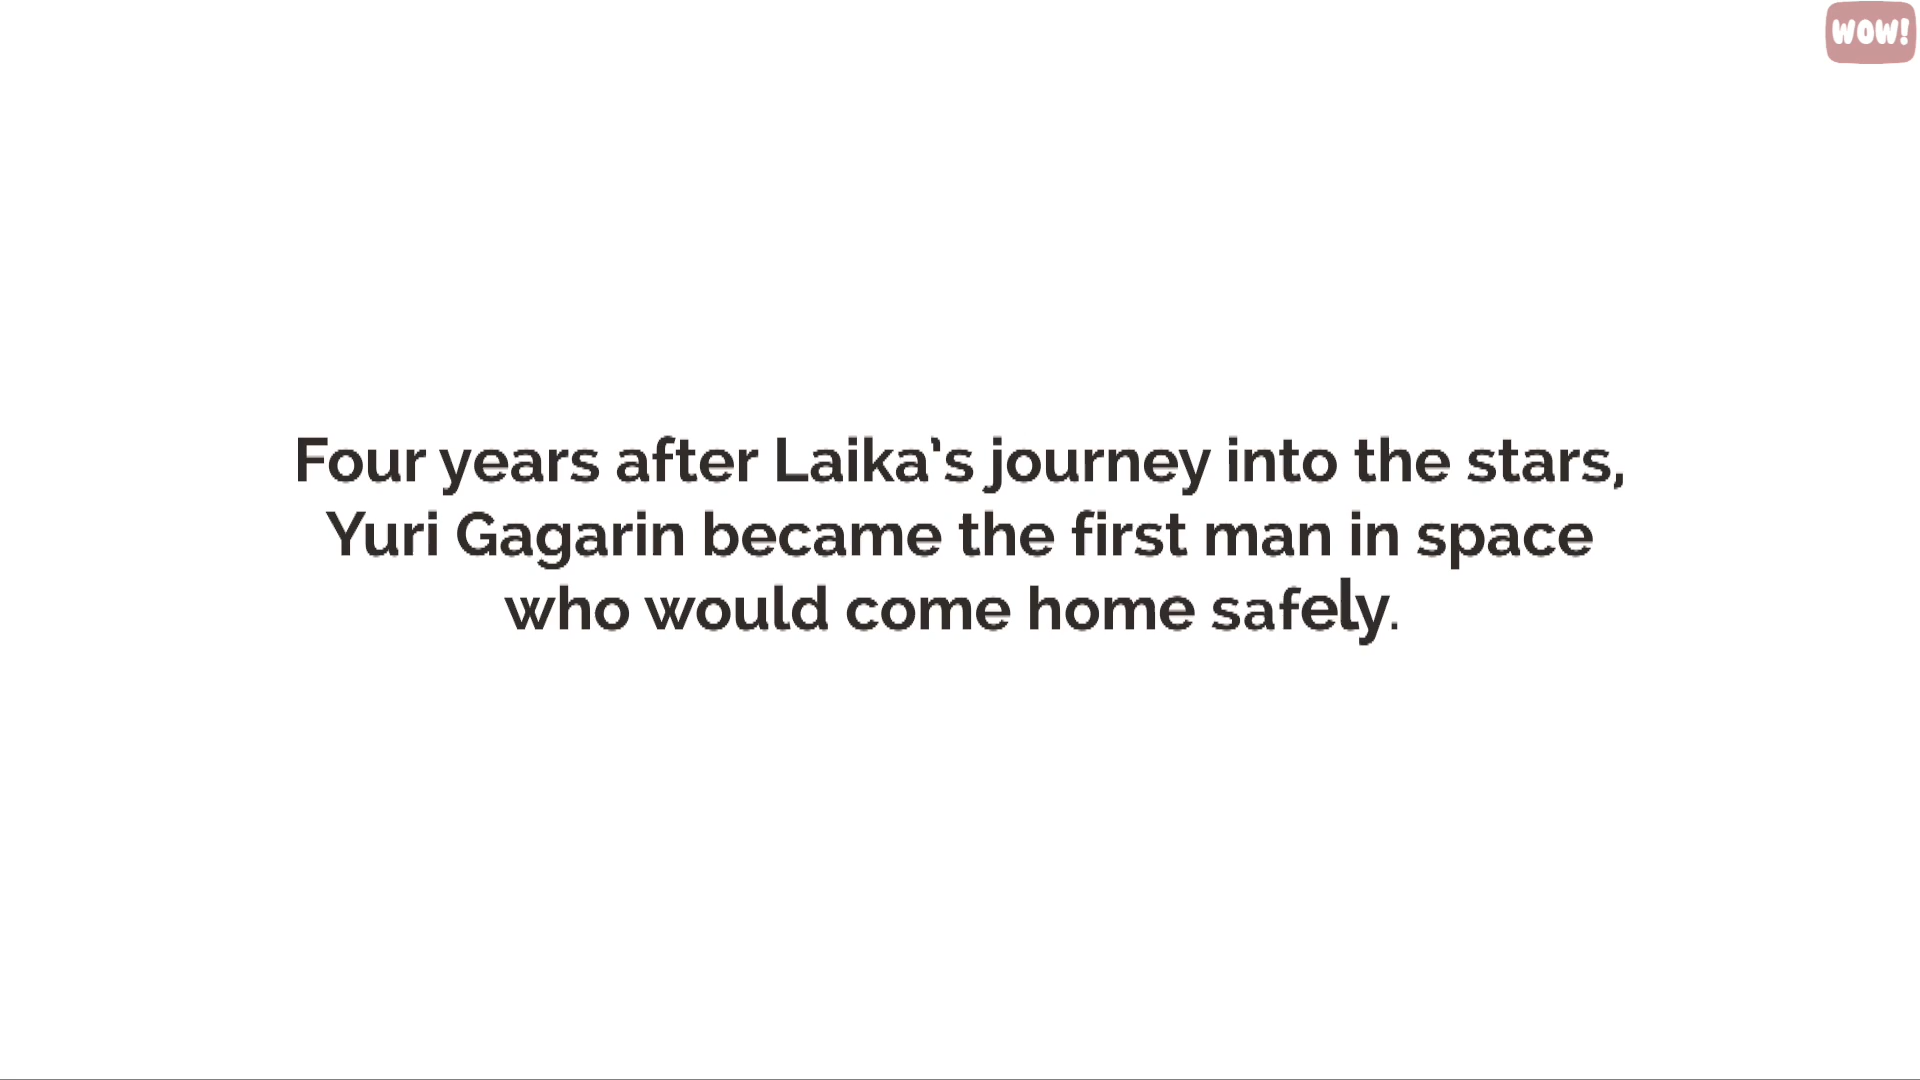 WOW!
Four years after Laika's journey into the stars,
Yuri Gagarin became the first man in space
who would come home safely.